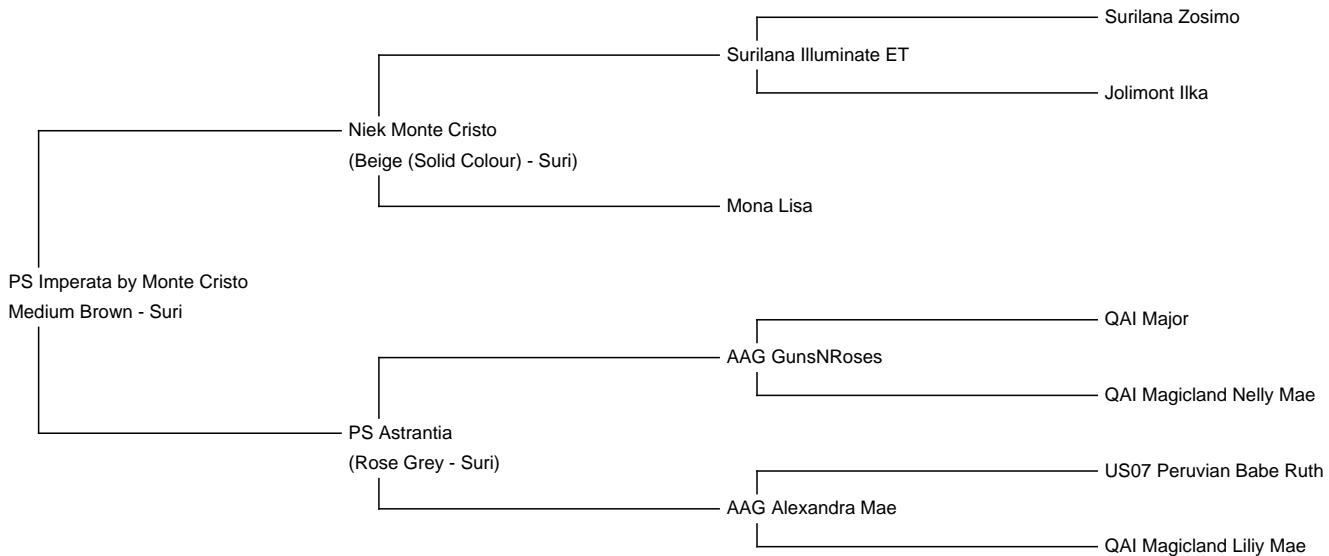 Surilana Zosimo
Surilana Illuminate ET
Jolimont Ilka
Niek Monte Cristo
(Beige (Solid Colour) - Suri)
Mona Lisa
PS Imperata by Monte Cristo
Medium Brown - Suri
QAI Major
AAG GunsNRoses
QAI Magicland Nelly Mae
PS Astrantia
(Rose Grey - Suri)
US07 Peruvian Babe Ruth
AAG Alexandra Mae
QAI Magicland Liliy Mae